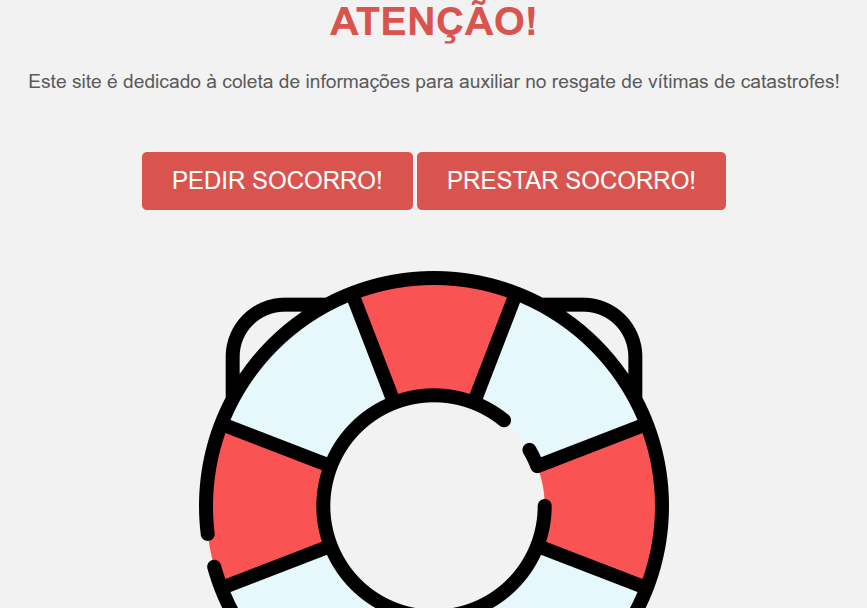 ATENÇÃO!
Este site é dedicado à coleta de informações para auxiliar no resgate de vítimas de catastrofes!
PEDIR SOCORRO! PRESTAR SOCORRO!